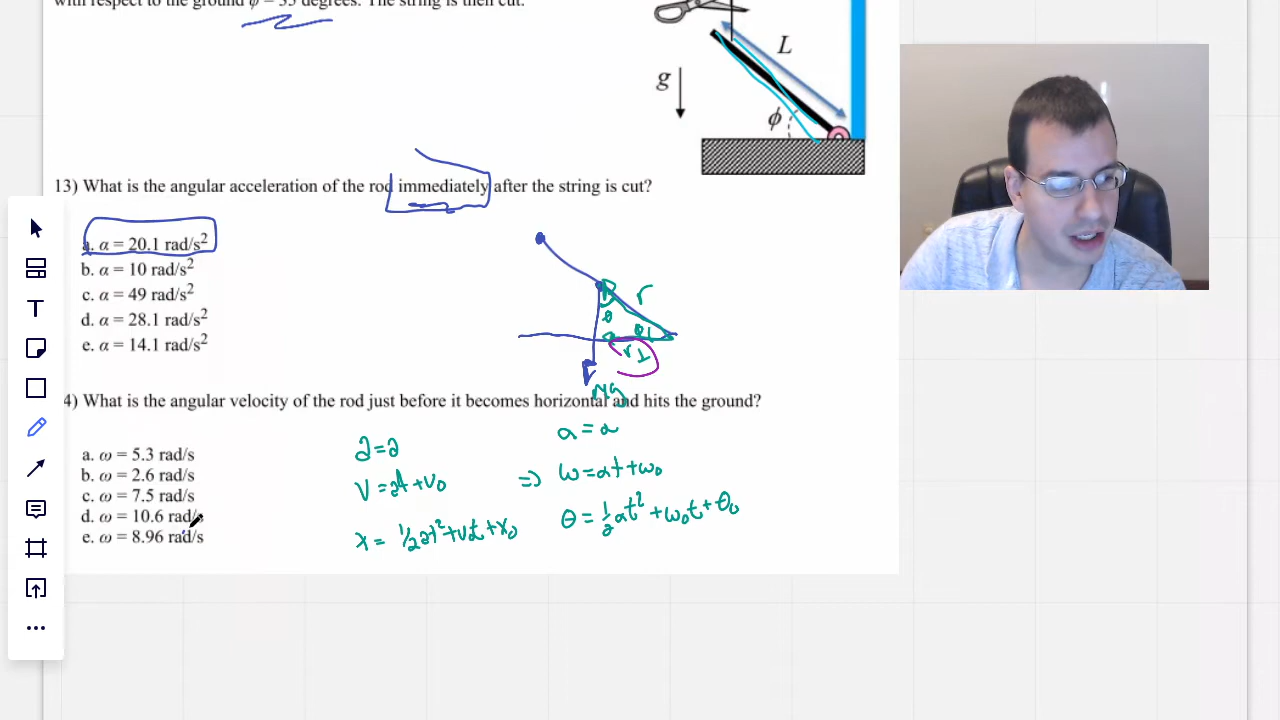 with respect to the ground ϕ = 35 degrees. The string is then cut.
L
g
ϕ
13) What is the angular acceleration of the rod immediately after the string is cut?
a. α = 20.1 rad/s²
b. α = 10 rad/s²
c. α = 49 rad/s²
d. α = 28.1 rad/s²
e. α = 14.1 rad/s²
r
θ
r⊥
mg
4) What is the angular velocity of the rod just before it becomes horizontal and hits the ground?
a. ω = 5.3 rad/s
b. ω = 2.6 rad/s
c. ω = 7.5 rad/s
d. ω = 10.6 rad/s
e. ω = 8.96 rad/s
a=a
v=at+v₀
x = ½at²+v₀t+x₀
⇒
α=α
ω=αt+ω₀
θ=½αt²+ω₀t+θ₀
T